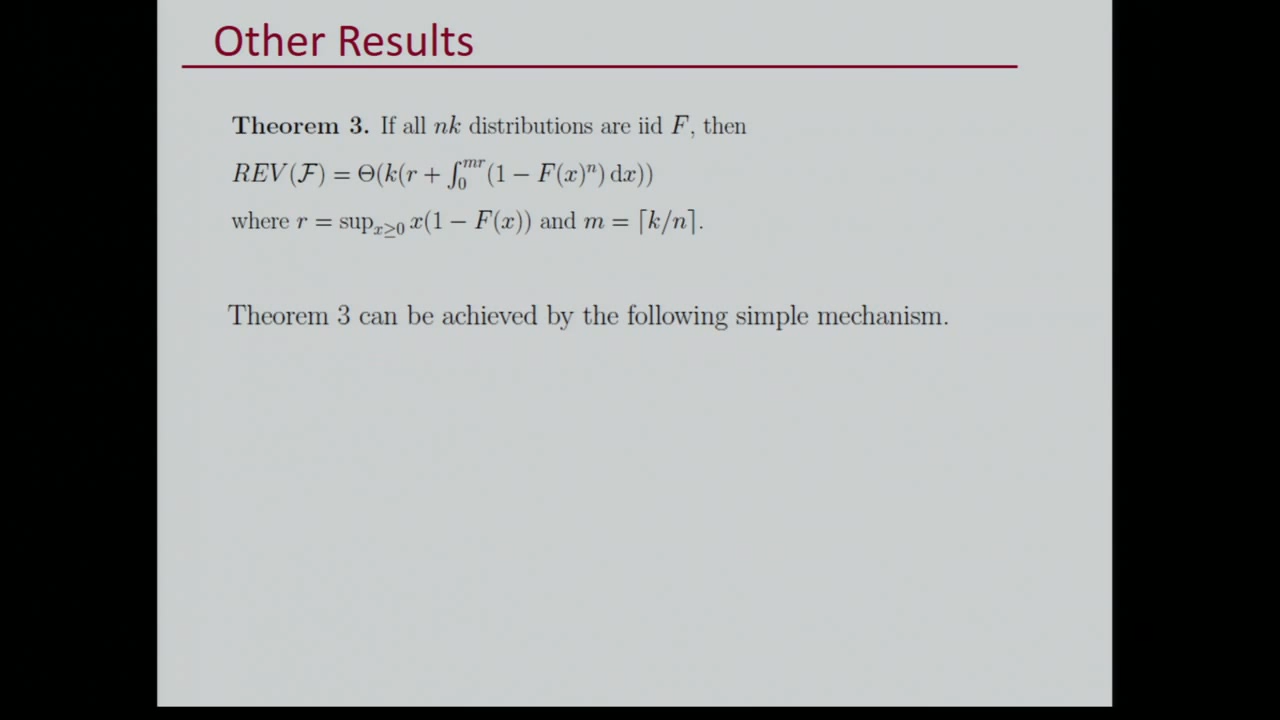 Other Results
Theorem 3. If all nk distributions are iid F, then
REV(ℱ) = Θ(k(r + ∫₀^{mr}(1 − F(x)ⁿ) dx))
where r = sup_{x≥0} x(1 − F(x)) and m = ⌈k/n⌉.
Theorem 3 can be achieved by the following simple mechanism.